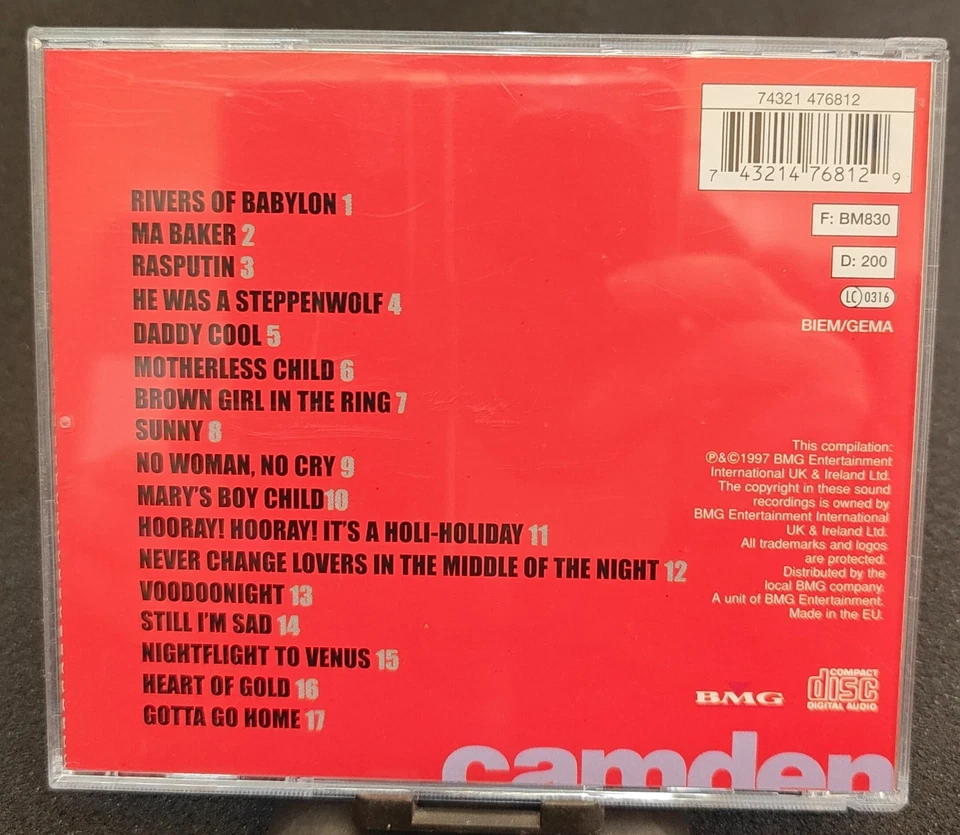 74321 476812
7 43214 76812 9
F: BM830
D: 200
LC 0316
BIEM/GEMA
RIVERS OF BABYLON 1
MA BAKER 2
RASPUTIN 3
HE WAS A STEPPENWOLF 4
DADDY COOL 5
MOTHERLESS CHILD 6
BROWN GIRL IN THE RING 7
SUNNY 8
NO WOMAN, NO CRY 9
MARY'S BOY CHILD10
HOORAY! HOORAY! IT'S A HOLI-HOLIDAY 11
NEVER CHANGE LOVERS IN THE MIDDLE OF THE NIGHT 12
VOODOONIGHT 13
STILL I'M SAD 14
NIGHTFLIGHT TO VENUS 15
HEART OF GOLD 16
GOTTA GO HOME 17
This compilation:
℗&©1997 BMG Entertainment
International UK & Ireland Ltd.
The copyright in these sound
recordings is owned by
BMG Entertainment International
UK & Ireland Ltd.
All trademarks and logos
are protected.
Distributed by the
local BMG company.
A unit of BMG Entertainment.
Made in the EU.
BMG
COMPACT
disc
DIGITAL AUDIO
camden